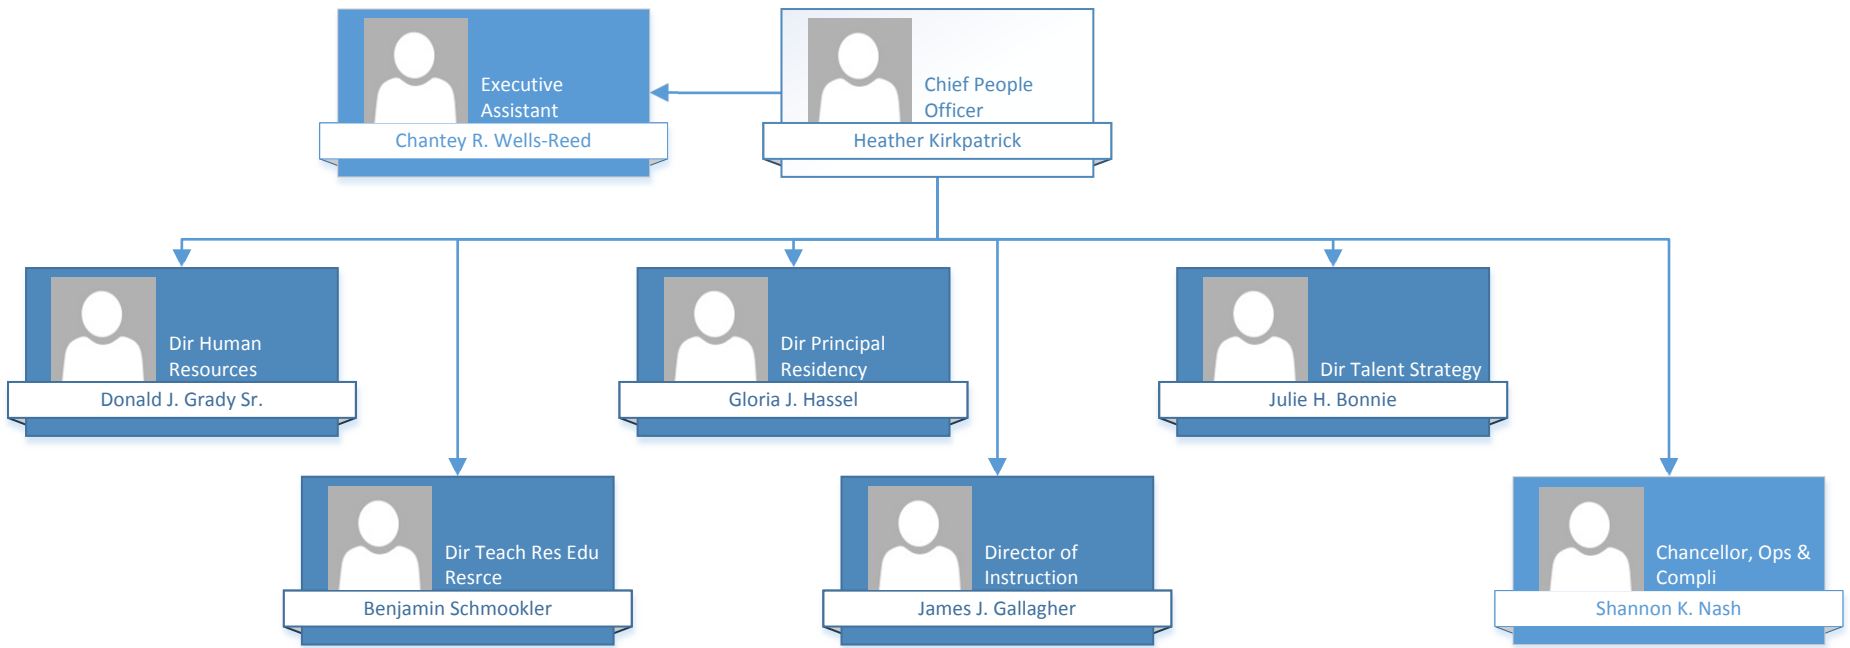 Executive
Assistant
Chantey R. Wells-Reed
Chief People
Officer
Heather Kirkpatrick
Dir Human
Resources
Donald J. Grady Sr.
Dir Principal
Residency
Gloria J. Hassel
Dir Talent Strategy
Julie H. Bonnie
Dir Teach Res Edu
Resrce
Benjamin Schmookler
Director of
Instruction
James J. Gallagher
Chancellor, Ops &
Compli
Shannon K. Nash